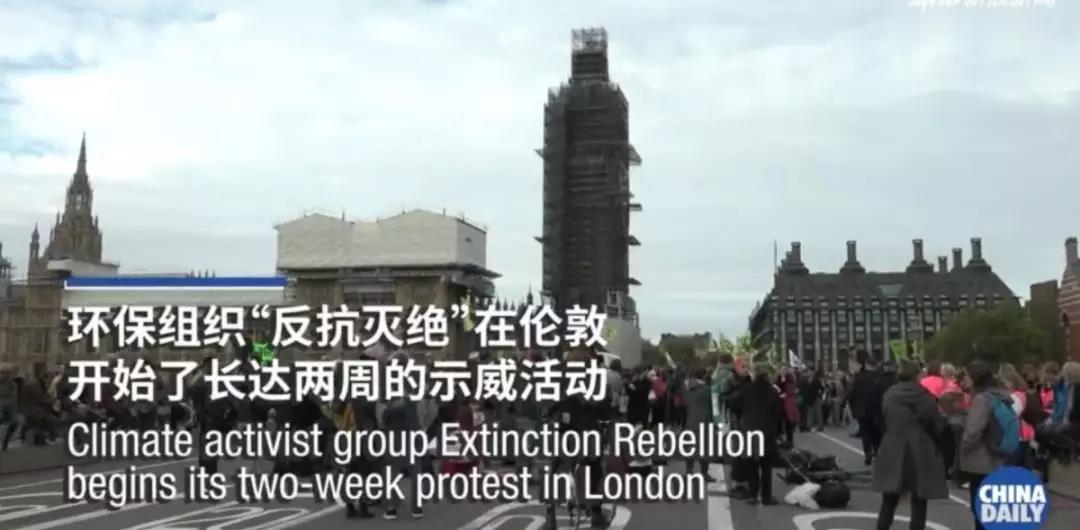 环保组织“反抗灭绝”在伦敦
开始了长达两周的示威活动
Climate activist group Extinction Rebellion
begins its two-week protest in London
CHINA
DAILY